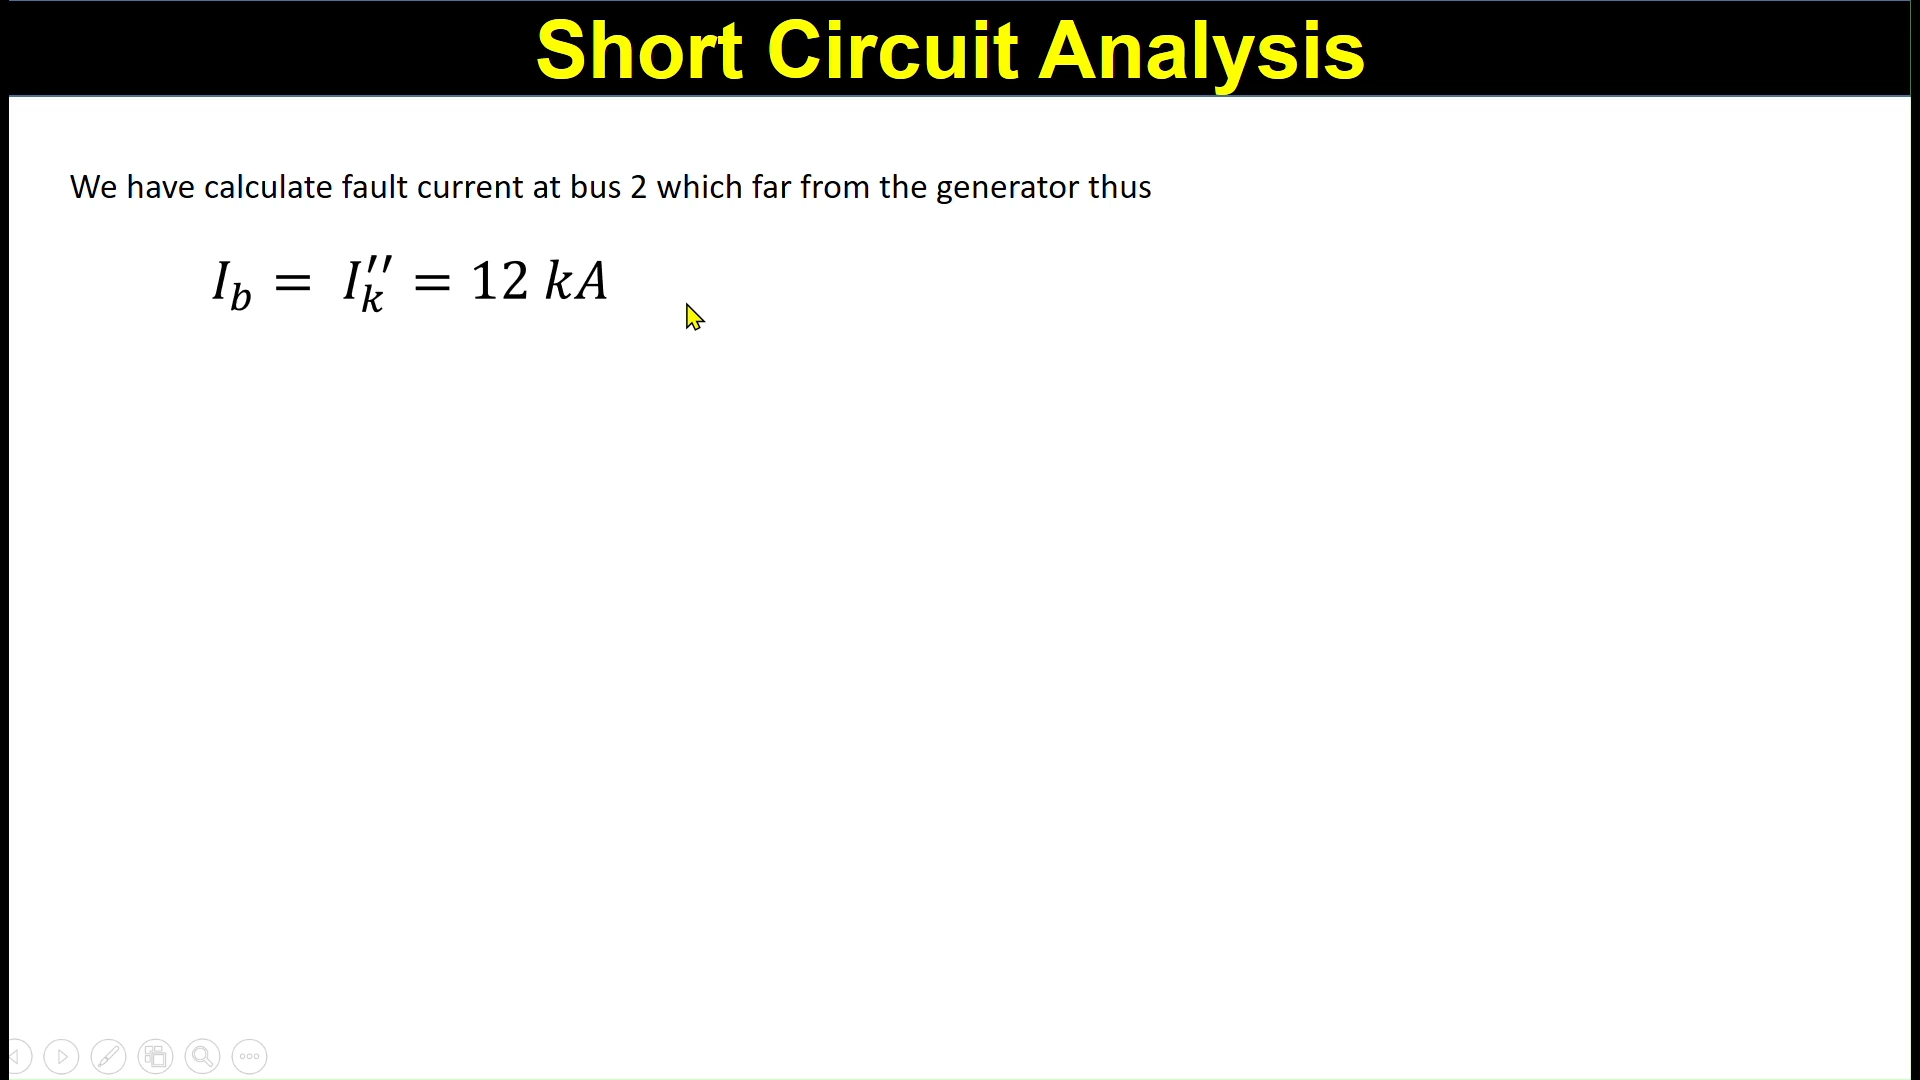 Short Circuit Analysis
We have calculate fault current at bus 2 which far from the generator thus
I_b = I_k'' = 12 kA